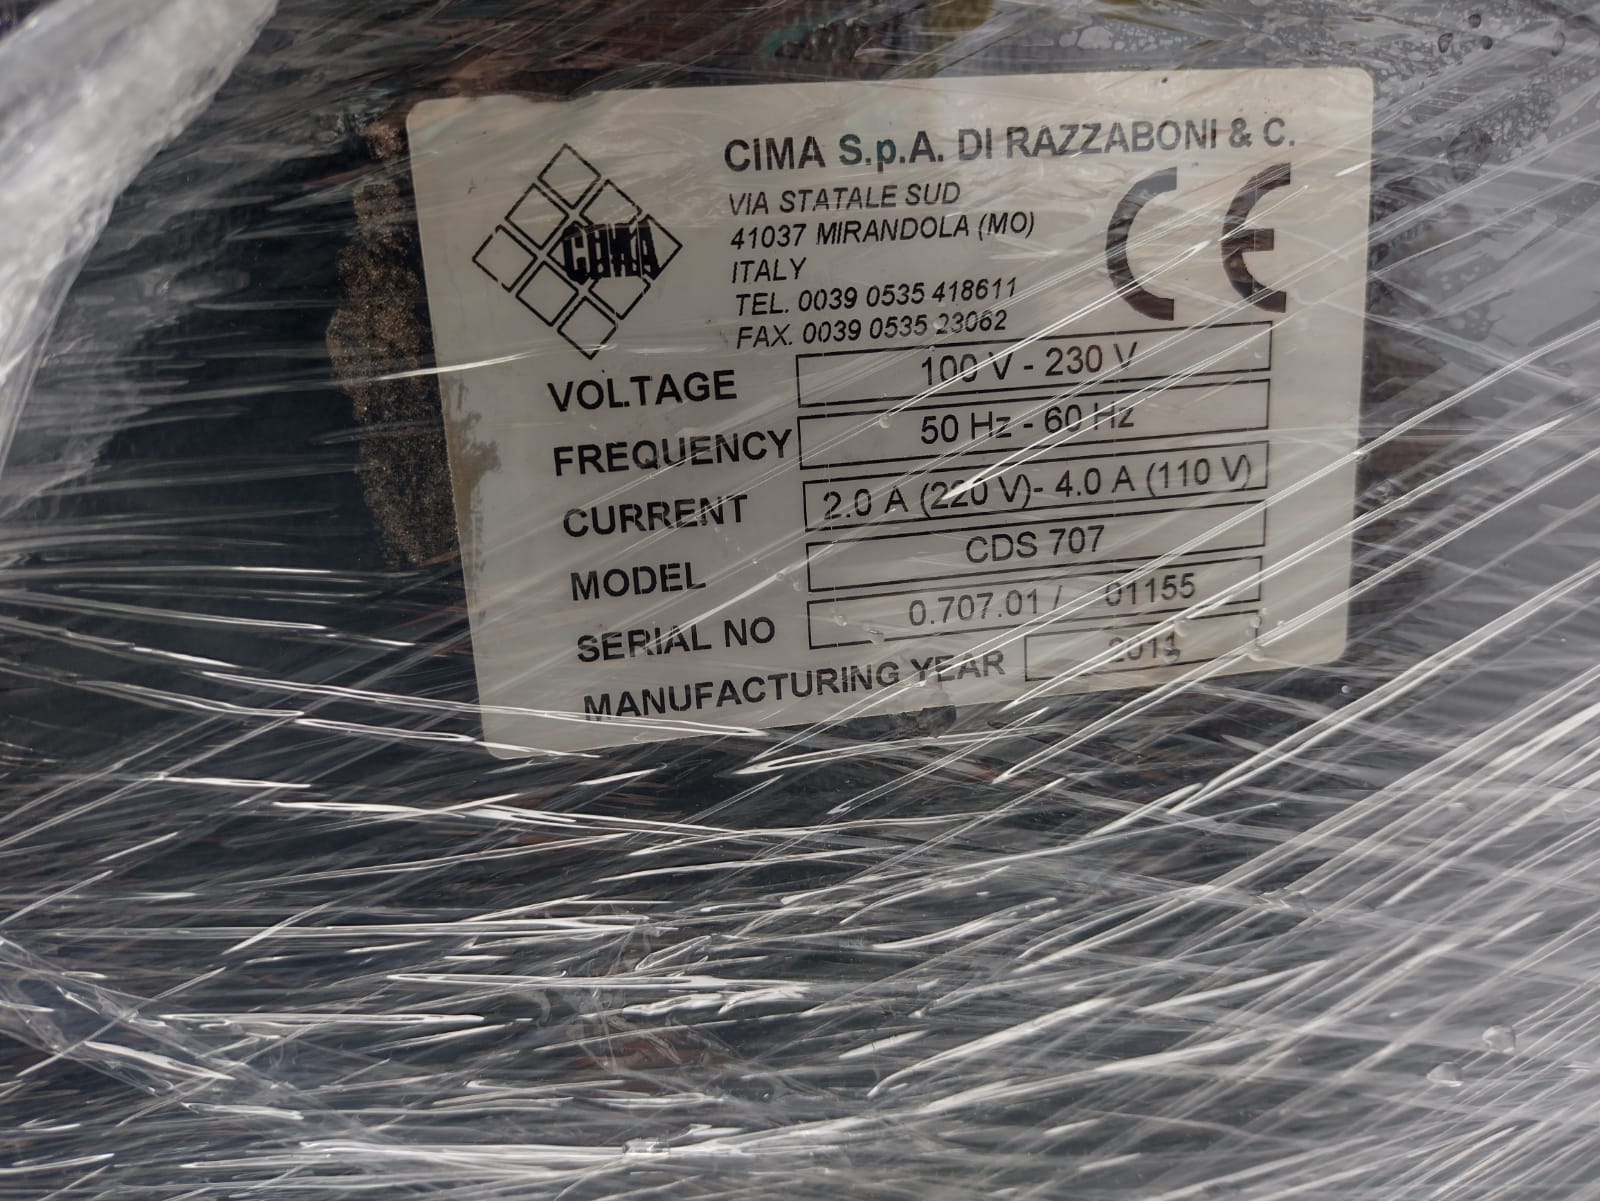 CIMA S.p.A. DI RAZZABONI & C.
VIA STATALE SUD
41037 MIRANDOLA (MO)
ITALY
TEL. 0039 0535 418611
FAX. 0039 0535 23062
CIMA
CE
VOLTAGE 100 V - 230 V
FREQUENCY 50 Hz - 60 Hz
CURRENT 2.0 A (220 V)- 4.0 A (110 V)
MODEL CDS 707
SERIAL NO 0.707.01 / 01155
MANUFACTURING YEAR